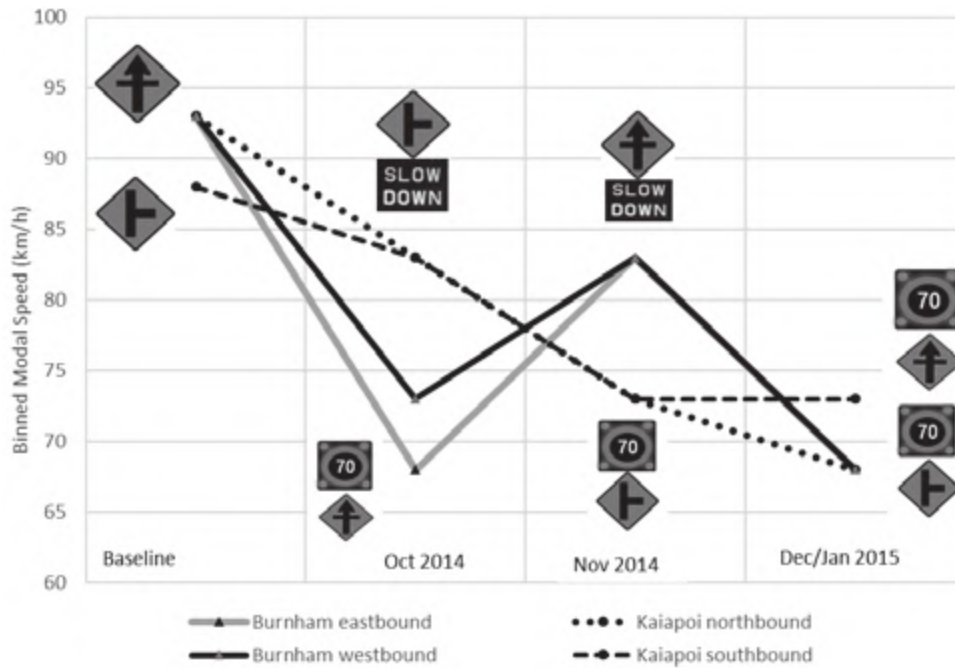 100
95
90
85
80
75
70
65
60
Binned Modal Speed (km/h)
SLOW
DOWN
SLOW
DOWN
70
70
70
70
Baseline
Oct 2014
Nov 2014
Dec/Jan 2015
Burnham eastbound
Kaiapoi northbound
Burnham westbound
Kaiapoi southbound